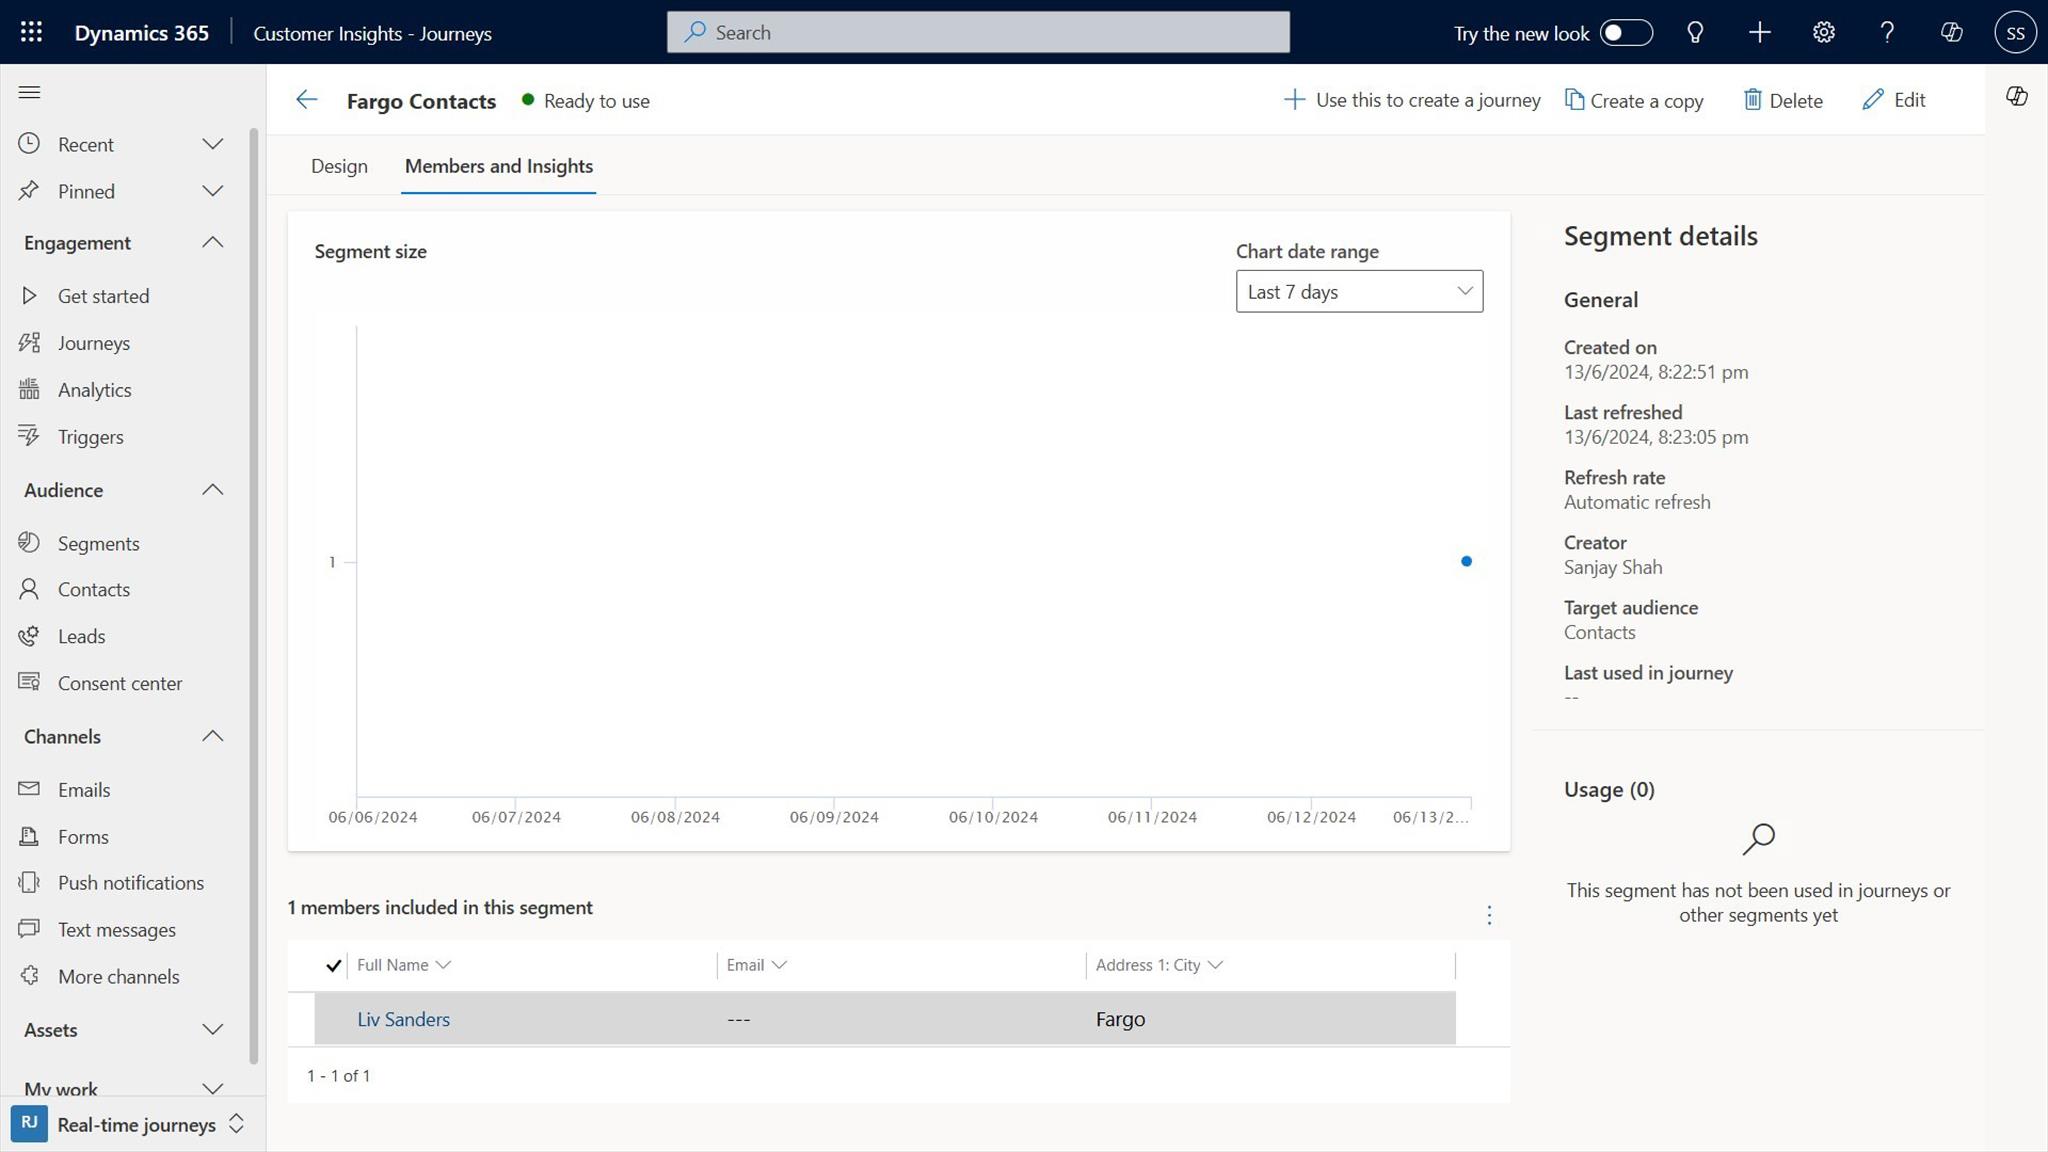 Dynamics 365
Customer Insights - Journeys
Search
Try the new look
SS
Recent
Pinned
Engagement
Get started
Journeys
Analytics
Triggers
Audience
Segments
Contacts
Leads
Consent center
Channels
Emails
Forms
Push notifications
Text messages
More channels
Assets
My work
RJ
Real-time journeys
Fargo Contacts
Ready to use
Use this to create a journey
Create a copy
Delete
Edit
Design
Members and Insights
Segment size
Chart date range
Last 7 days
1
06/06/2024 06/07/2024 06/08/2024 06/09/2024 06/10/2024 06/11/2024 06/12/2024 06/13/2...
1 members included in this segment
Full Name Email Address 1: City
Liv Sanders --- Fargo
1 - 1 of 1
Segment details
General
Created on
13/6/2024, 8:22:51 pm
Last refreshed
13/6/2024, 8:23:05 pm
Refresh rate
Automatic refresh
Creator
Sanjay Shah
Target audience
Contacts
Last used in journey
--
Usage (0)
This segment has not been used in journeys or
other segments yet